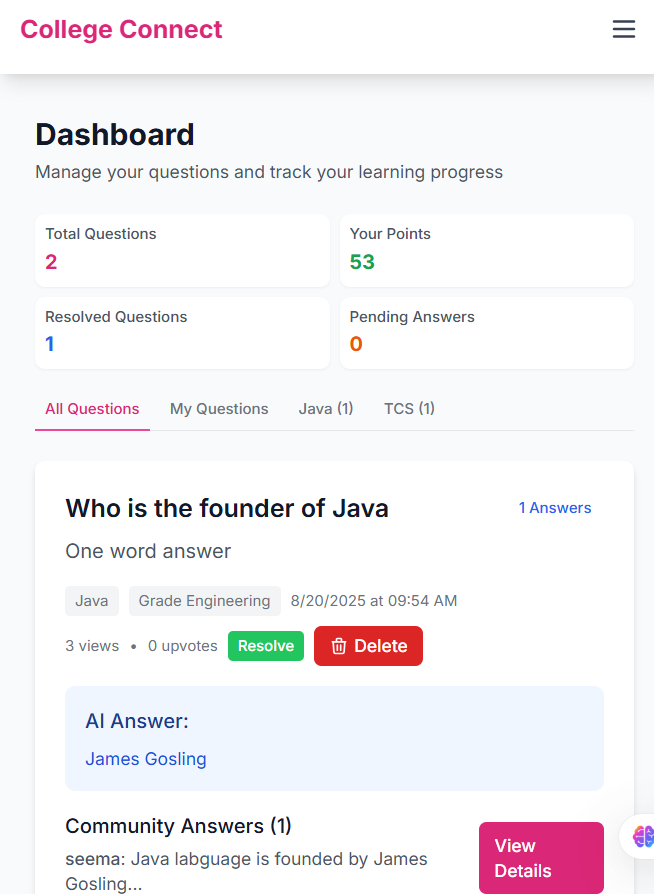 College Connect
Dashboard
Manage your questions and track your learning progress
Total Questions
2
Your Points
53
Resolved Questions
1
Pending Answers
0
All Questions My Questions Java (1) TCS (1)
Who is the founder of Java
1 Answers
One word answer
Java Grade Engineering 8/20/2025 at 09:54 AM
3 views • 0 upvotes Resolve Delete
AI Answer:
James Gosling
Community Answers (1)
seema: Java labguage is founded by James
Gosling...
View
Details